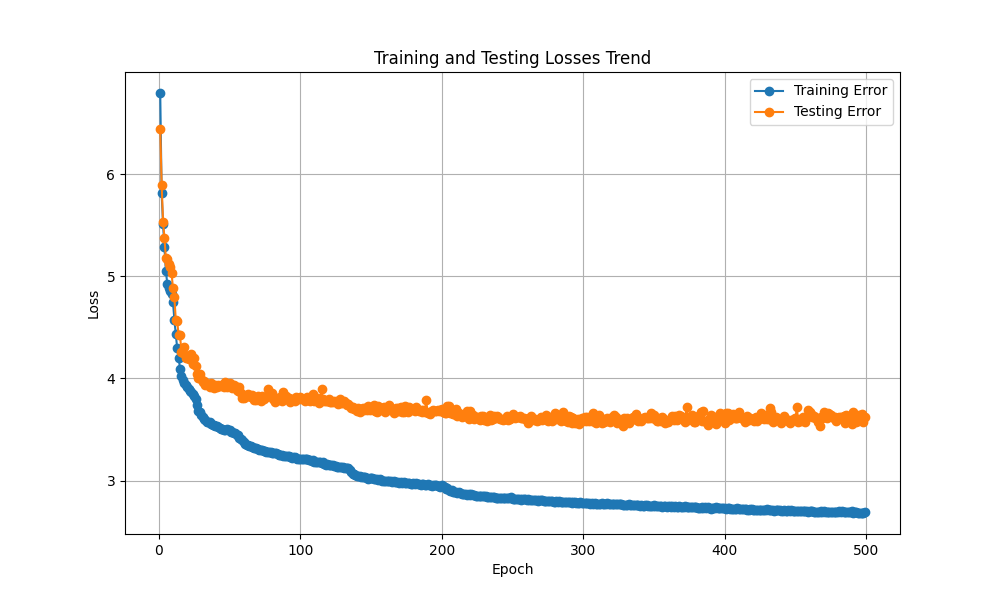 Training and Testing Losses Trend
Training Error
Testing Error
Loss
6
5
4
3
0 100 200 300 400 500
Epoch